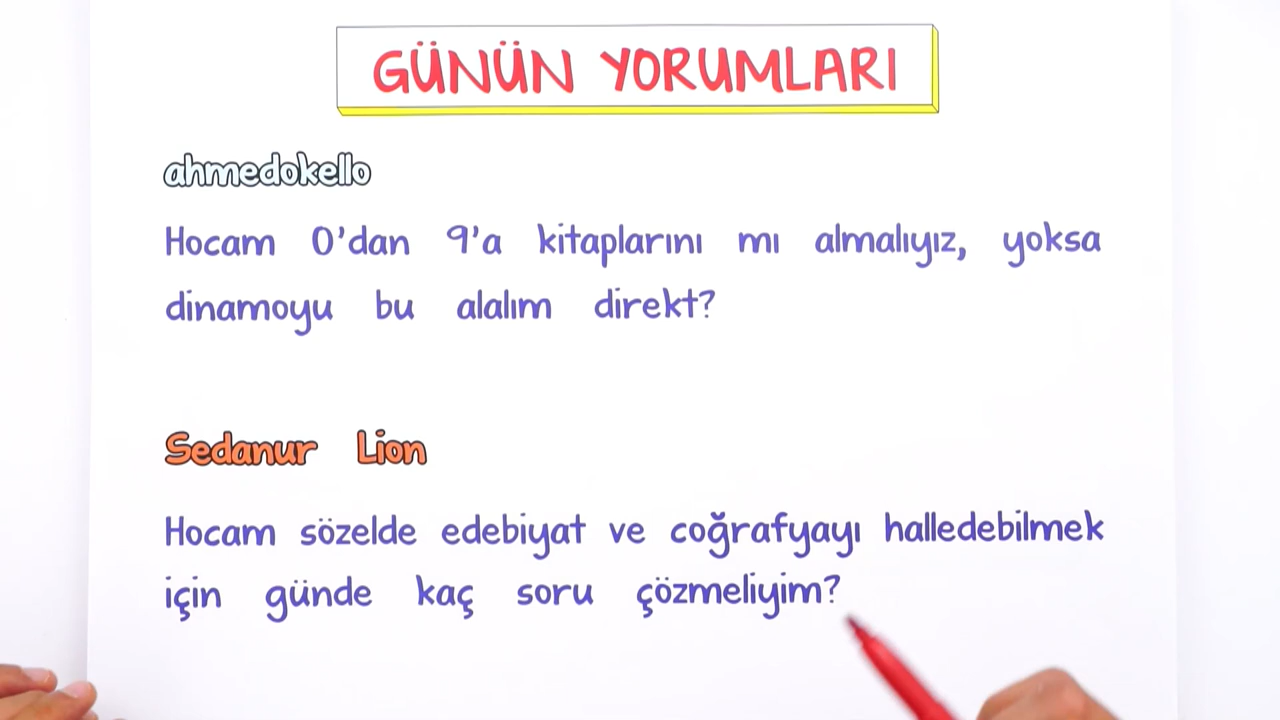 GÜNÜN YORUMLARI
ahmedokello
Hocam 0'dan 9'a kitaplarını mı almalıyız, yoksa
dinamoyu bu alalım direkt?
Sedanur Lion
Hocam sözelde edebiyat ve coğrafyayı halledebilmek
için günde kaç soru çözmeliyim?